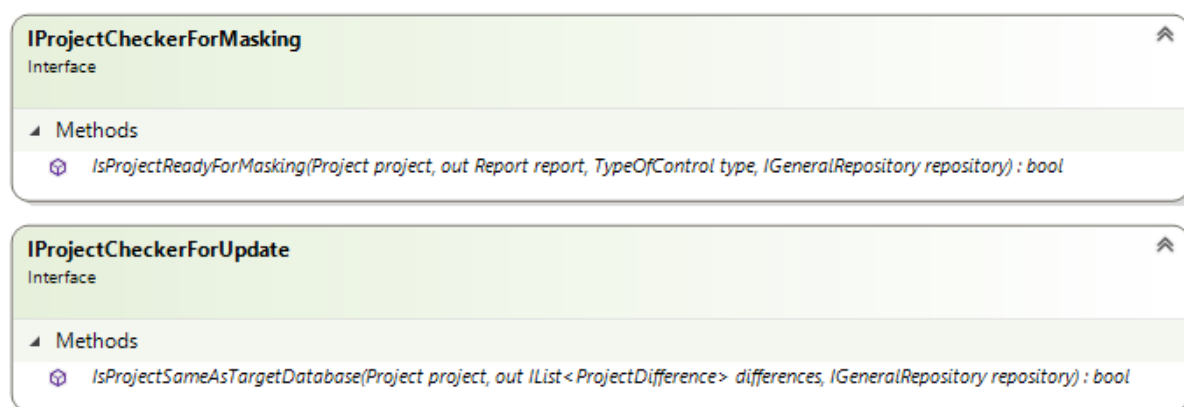 IProjectCheckerForMasking
Interface
Methods
IsProjectReadyForMasking(Project project, out Report report, TypeOfControl type, IGeneralRepository repository) : bool
IProjectCheckerForUpdate
Interface
Methods
IsProjectSameAsTargetDatabase(Project project, out IList<ProjectDifference> differences, IGeneralRepository repository) : bool